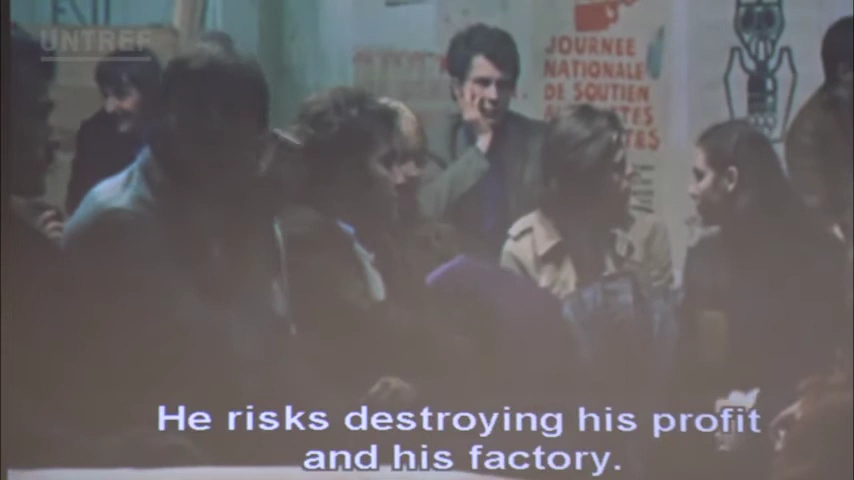 UNTREF
JOURNEE
NATIONALE
DE SOUTIEN
He risks destroying his profit
and his factory.